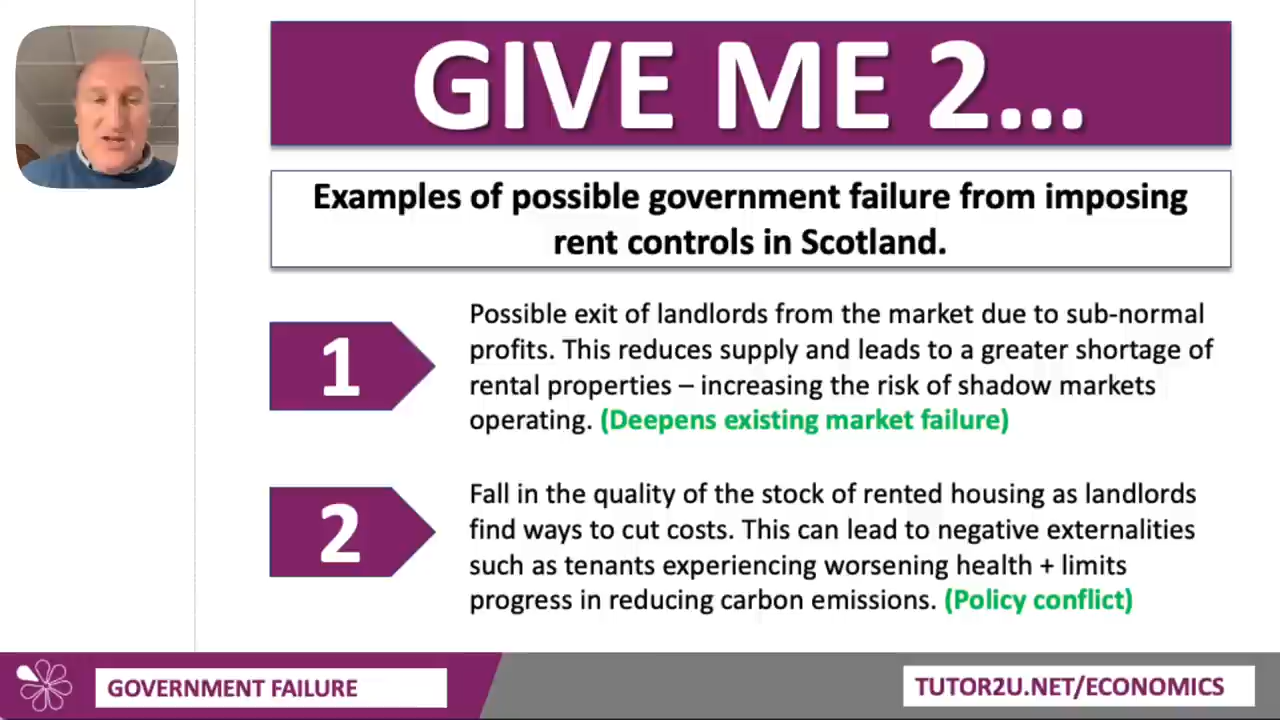 GIVE ME 2...
Examples of possible government failure from imposing
rent controls in Scotland.
1
Possible exit of landlords from the market due to sub-normal
profits. This reduces supply and leads to a greater shortage of
rental properties – increasing the risk of shadow markets
operating. (Deepens existing market failure)
2
Fall in the quality of the stock of rented housing as landlords
find ways to cut costs. This can lead to negative externalities
such as tenants experiencing worsening health + limits
progress in reducing carbon emissions. (Policy conflict)
GOVERNMENT FAILURE
TUTOR2U.NET/ECONOMICS